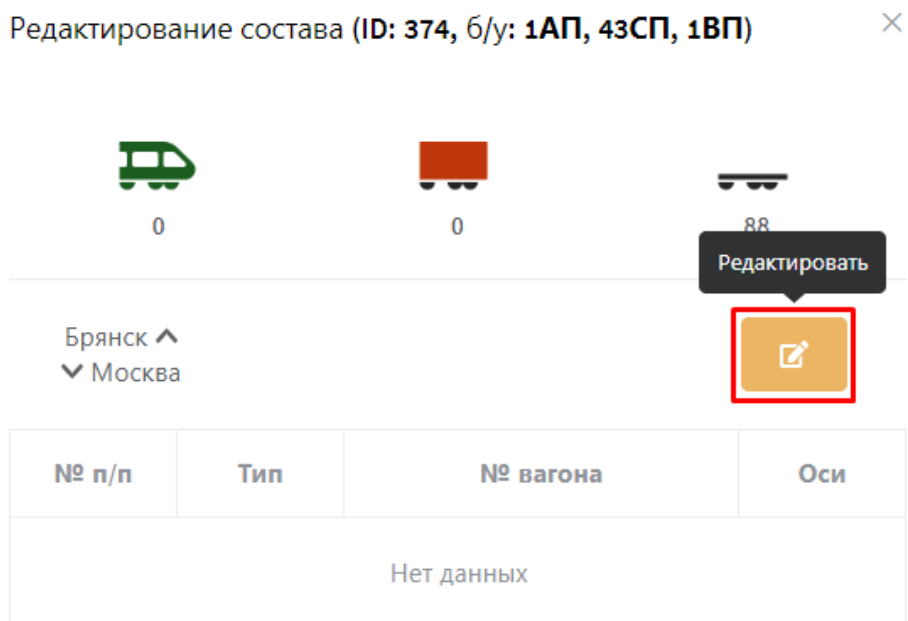 Редактирование состава (ID: 374, б/у: 1АП, 43СП, 1ВП)
0 0 88
Редактировать
Брянск
Москва
№ п/п Тип № вагона Оси
Нет данных